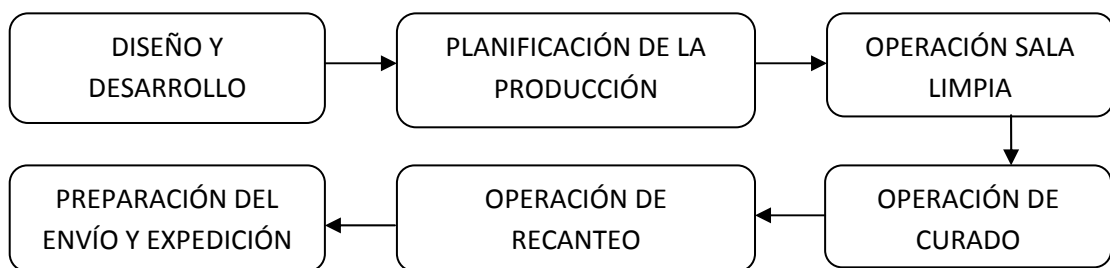 DISEÑO Y
DESARROLLO
PLANIFICACIÓN DE LA
PRODUCCIÓN
OPERACIÓN SALA
LIMPIA
OPERACIÓN DE
CURADO
OPERACIÓN DE
RECANTEO
PREPARACIÓN DEL
ENVÍO Y EXPEDICIÓN